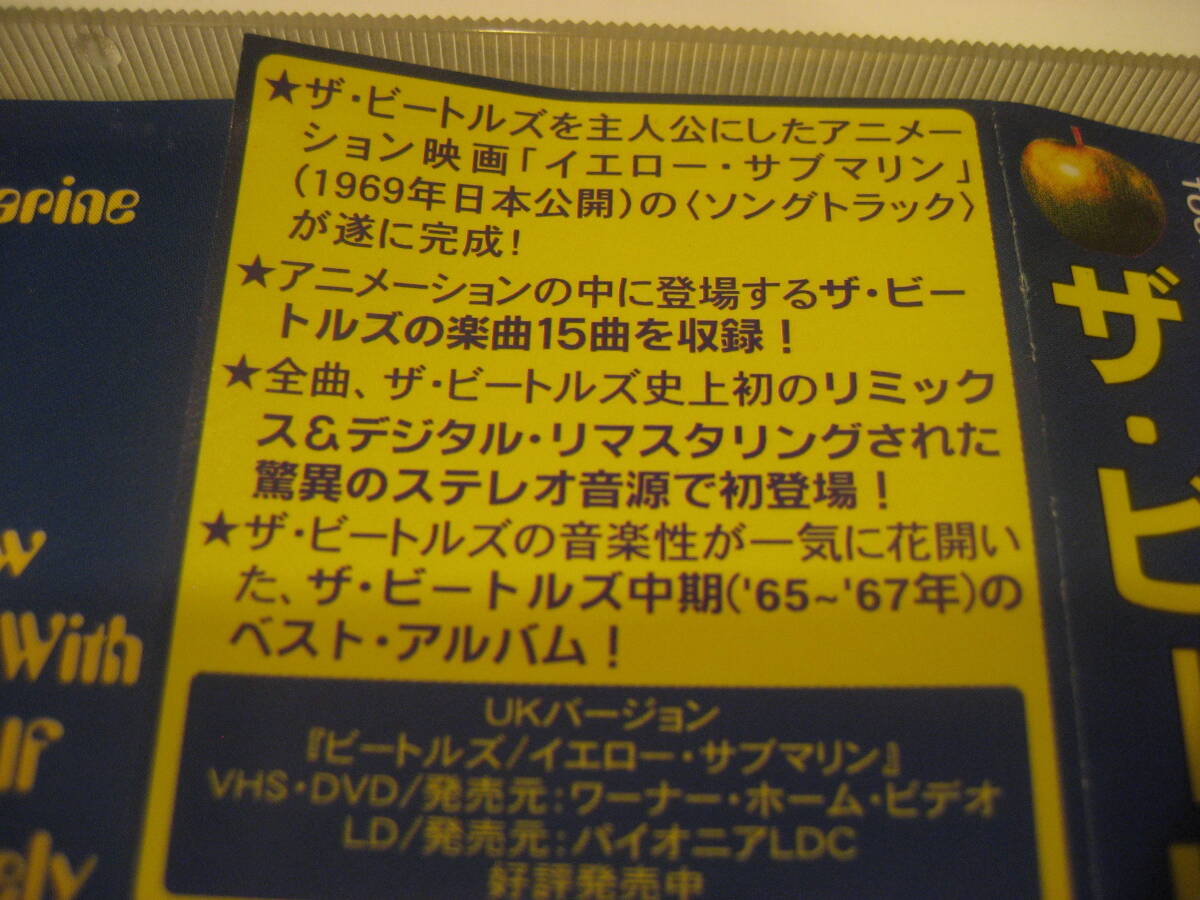 ★ザ・ビートルズを主人公にしたアニメー
ション映画「イエロー・サブマリン」
(1969年日本公開)の〈ソングトラック〉
が遂に完成!
★アニメーションの中に登場するザ・ビー
トルズの楽曲15曲を収録!
★全曲、ザ・ビートルズ史上初のリミック
ス&デジタル・リマスタリングされた
驚異のステレオ音源で初登場!
★ザ・ビートルズの音楽性が一気に花開い
た、ザ・ビートルズ中期('65~'67年)の
ベスト・アルバム!
UKバージョン
『ビートルズ/イエロー・サブマリン』
VHS・DVD/発売元:ワーナー・ホーム・ビデオ
LD/発売元:パイオニアLDC
好評発売中
arine
w
With
lf
ely
ザ・ビー